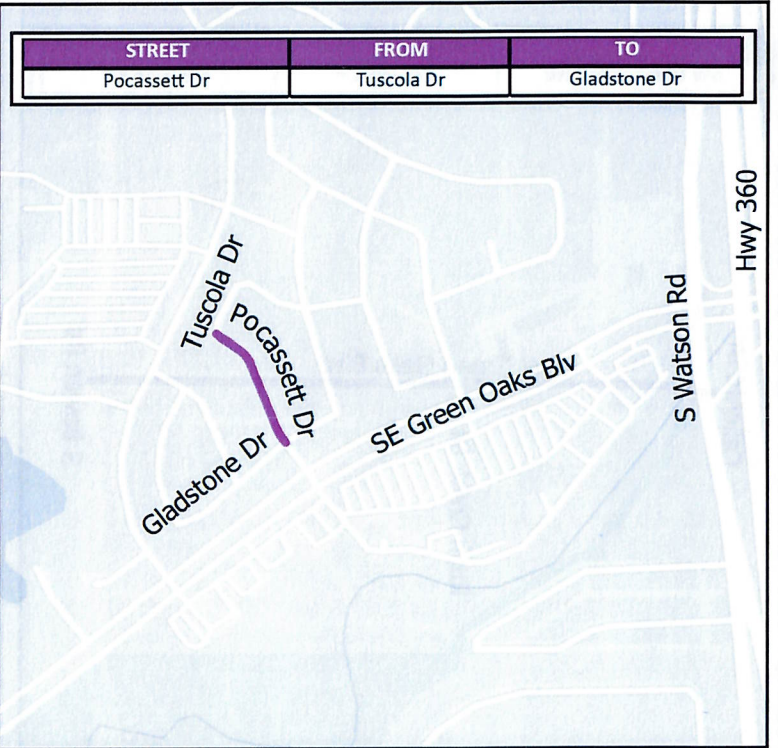 STREET FROM TO
Pocassett Dr Tuscola Dr Gladstone Dr
Hwy 360
Tuscola Dr
Pocassett Dr
S Watson Rd
SE Green Oaks Blv
Gladstone Dr